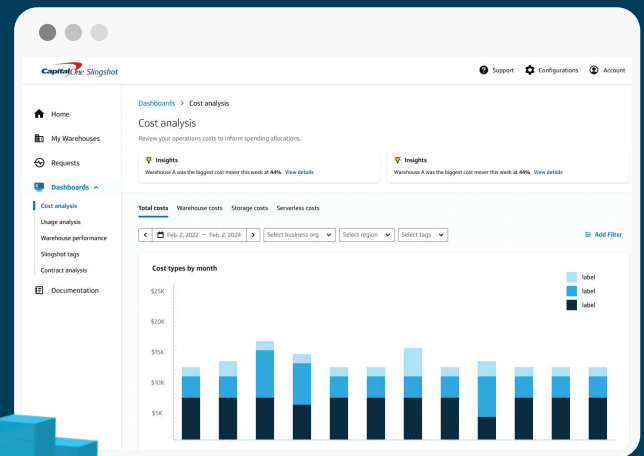 CapitalOne Slingshot
Support
Configurations
Account
Home
My Warehouses
Requests
Dashboards
Cost analysis
Usage analysis
Warehouse performance
Slingshot tags
Contract analysis
Documentation
Dashboards > Cost analysis
Cost analysis
Review your operations costs to inform spending allocations.
Insights
Warehouse A was the biggest cost mover this week at 44%. View details
Insights
Warehouse A was the biggest cost mover this week at 44%. View details
Total costs Warehouse costs Storage costs Serverless costs
Feb. 2, 2022 – Feb. 2, 2024
Select business org
Select region
Select tags
Add Filter
Cost types by month
label
label
label
$25K
$20K
$15K
$10K
$5K